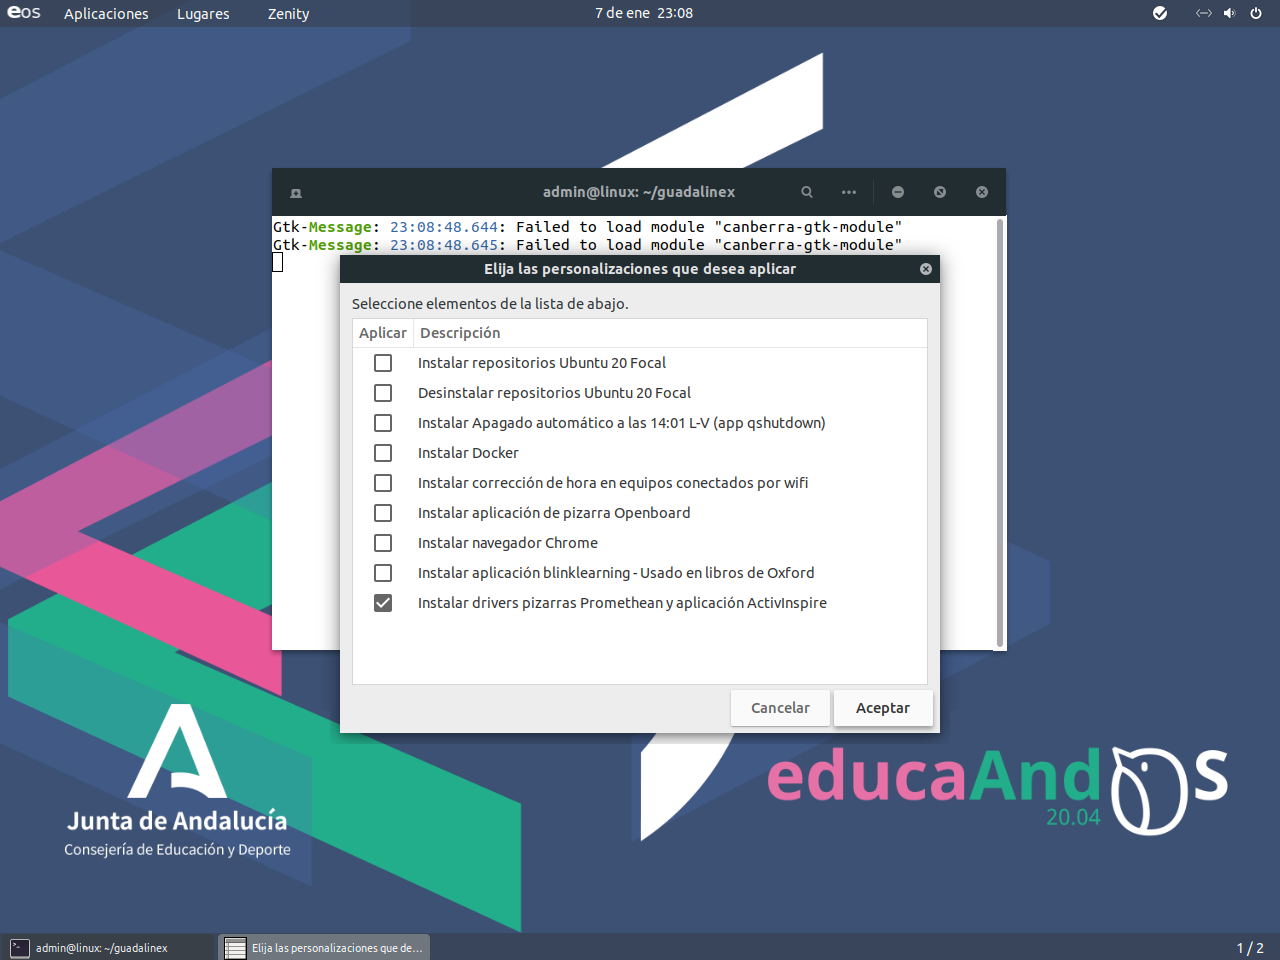 eos Aplicaciones Lugares Zenity 7 de ene 23:08
admin@linux: ~/guadalinex
Gtk-Message: 23:08:48.644: Failed to load module "canberra-gtk-module"
Gtk-Message: 23:08:48.645: Failed to load module "canberra-gtk-module"
Elija las personalizaciones que desea aplicar
Seleccione elementos de la lista de abajo.
Aplicar Descripción
Instalar repositorios Ubuntu 20 Focal
Desinstalar repositorios Ubuntu 20 Focal
Instalar Apagado automático a las 14:01 L-V (app qshutdown)
Instalar Docker
Instalar corrección de hora en equipos conectados por wifi
Instalar aplicación de pizarra Openboard
Instalar navegador Chrome
Instalar aplicación blinklearning - Usado en libros de Oxford
Instalar drivers pizarras Promethean y aplicación ActivInspire
Cancelar Aceptar
Junta de Andalucía
Consejería de Educación y Deporte
educaAndOS
20.04
admin@linux: ~/guadalinex Elija las personalizaciones que de... 1 / 2